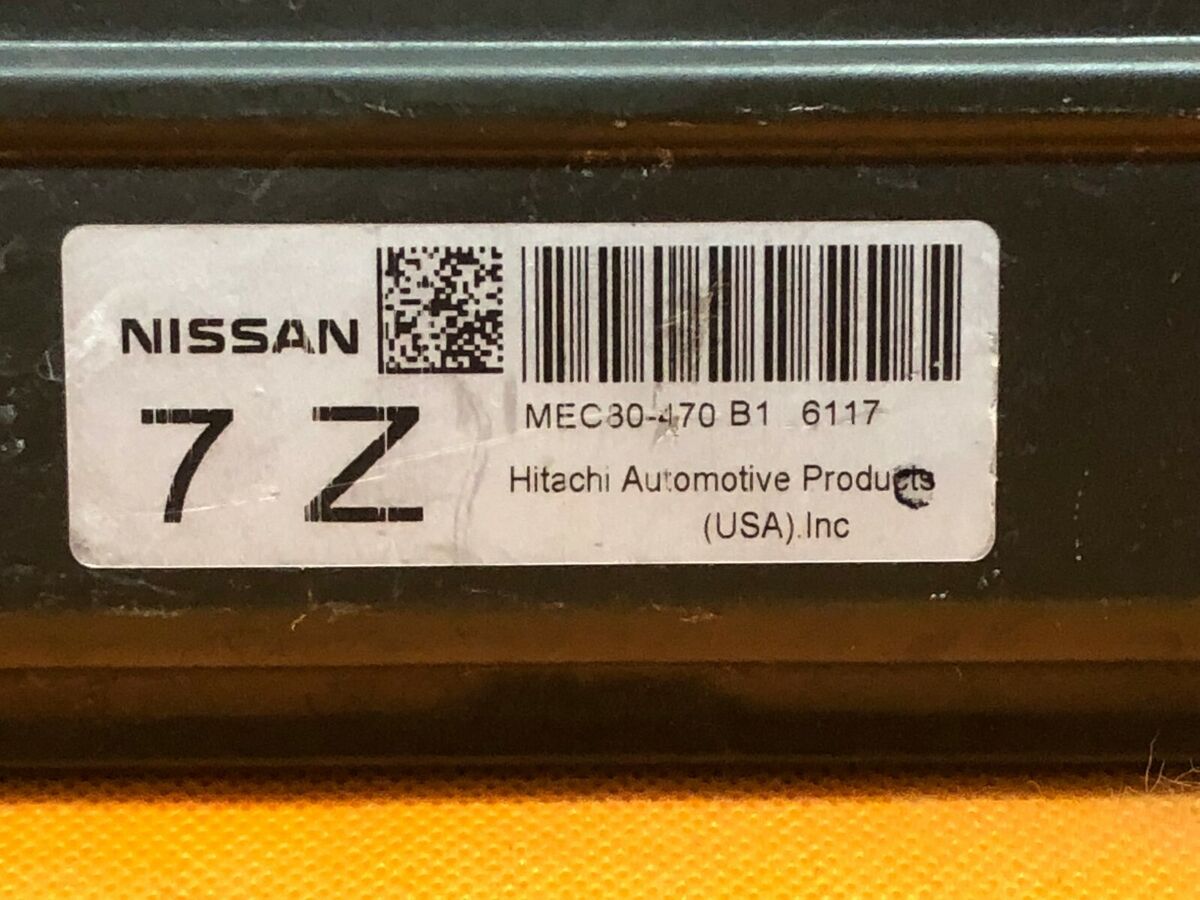 NISSAN
7 Z
MEC80-470 B1 6117
Hitachi Automotive Products
(USA).Inc